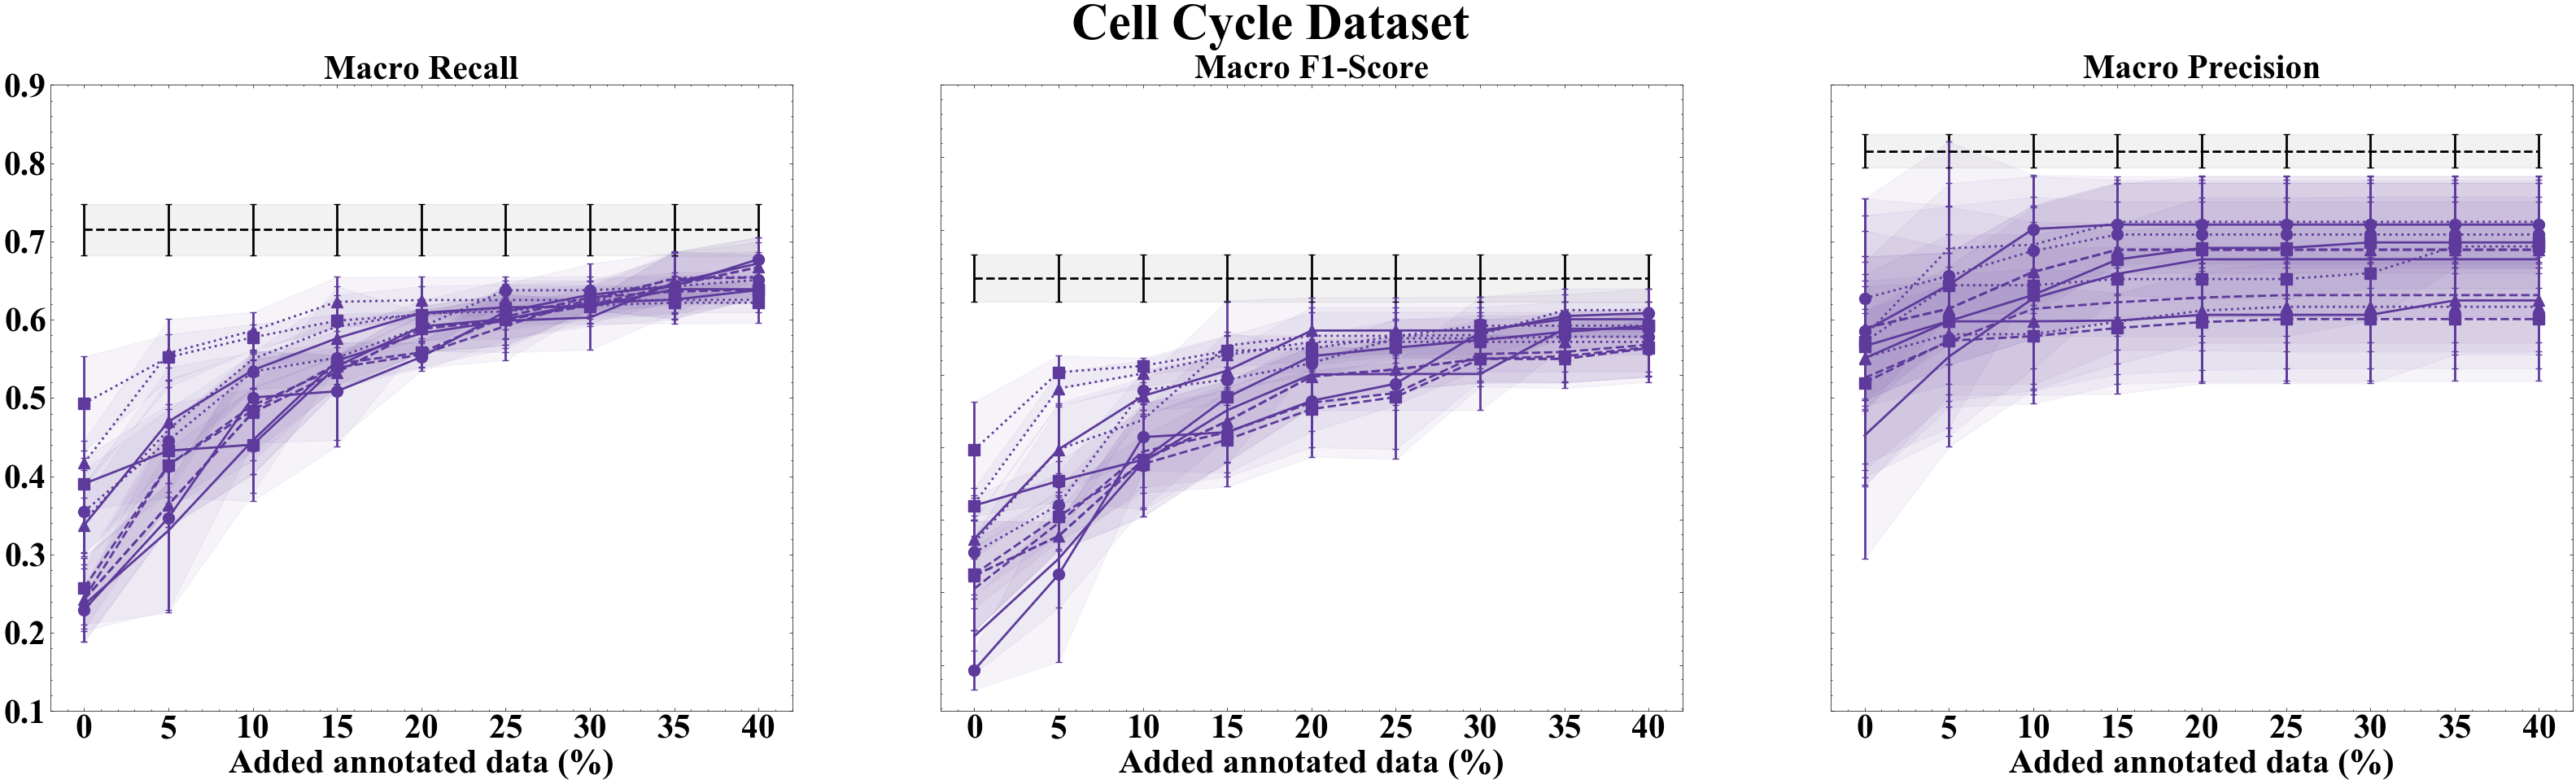 Cell Cycle Dataset
Macro Recall
Macro F1-Score
Macro Precision
0.9
0.8
0.7
0.6
0.5
0.4
0.3
0.2
0.1
0 5 10 15 20 25 30 35 40
0 5 10 15 20 25 30 35 40
0 5 10 15 20 25 30 35 40
Added annotated data (%)
Added annotated data (%)
Added annotated data (%)